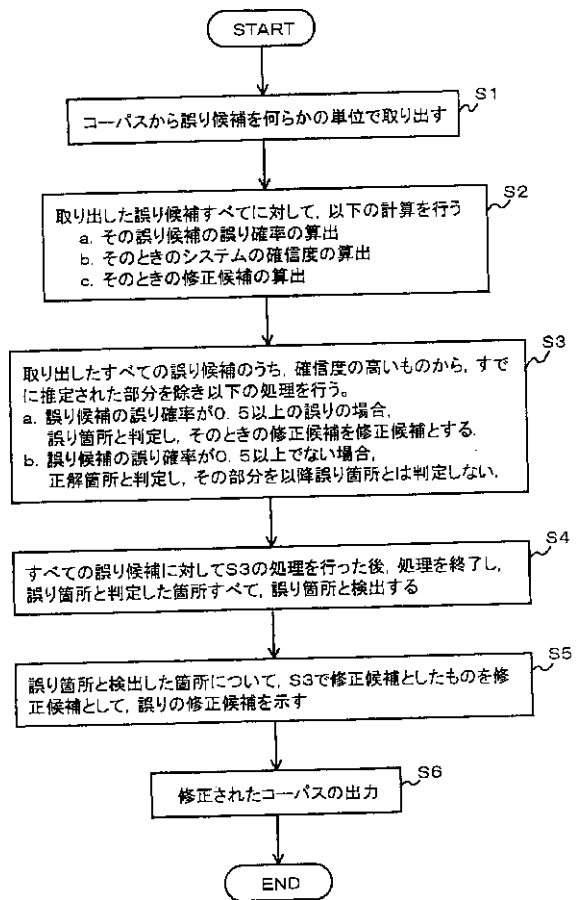 START
S1
コーパスから誤り候補を何らかの単位で取り出す
S2
取り出した誤り候補すべてに対して，以下の計算を行う
a. その誤り候補の誤り確率の算出
b. そのときのシステムの確信度の算出
c. そのときの修正候補の算出
S3
取り出したすべての誤り候補のうち，確信度の高いものから，すで
に推定された部分を除き以下の処理を行う。
a. 誤り候補の誤り確率が0．5以上の誤りの場合，
誤り箇所と判定し，そのときの修正候補を修正候補とする．
b. 誤り候補の誤り確率が0．5以上でない場合，
正解箇所と判定し，その部分を以降誤り箇所とは判定しない．
S4
すべての誤り候補に対してS3の処理を行った後，処理を終了し，
誤り箇所と判定した箇所すべて，誤り箇所と検出する
S5
誤り箇所と検出した箇所について，S3で修正候補としたものを修
正候補として，誤りの修正候補を示す
S6
修正されたコーパスの出力
END